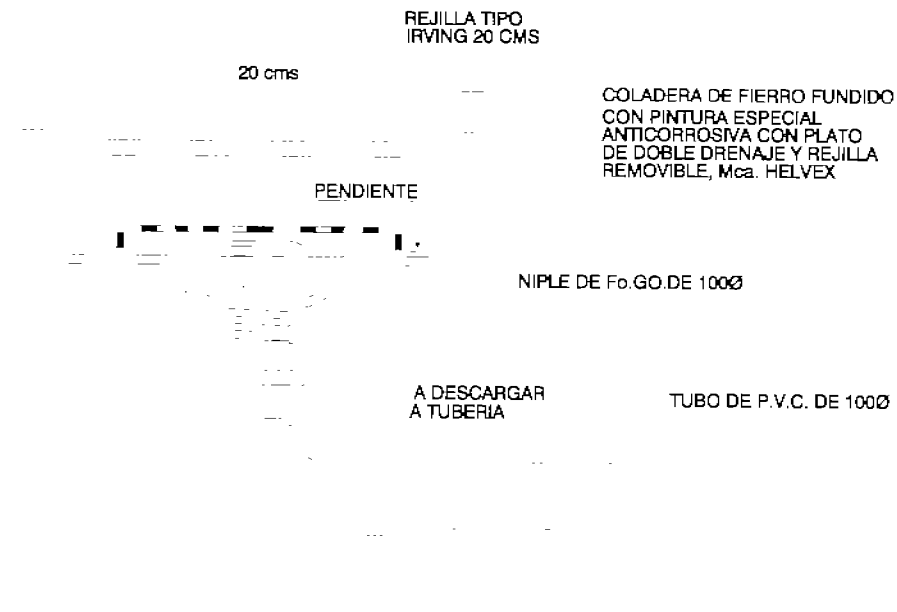 REJILLA TIPO
IRVING 20 CMS
20 cms
COLADERA DE FIERRO FUNDIDO
CON PINTURA ESPECIAL
ANTICORROSIVA CON PLATO
DE DOBLE DRENAJE Y REJILLA
REMOVIBLE, Mca. HELVEX
PENDIENTE
NIPLE DE Fo.GO.DE 100Ø
A DESCARGAR
A TUBERIA
TUBO DE P.V.C. DE 100Ø